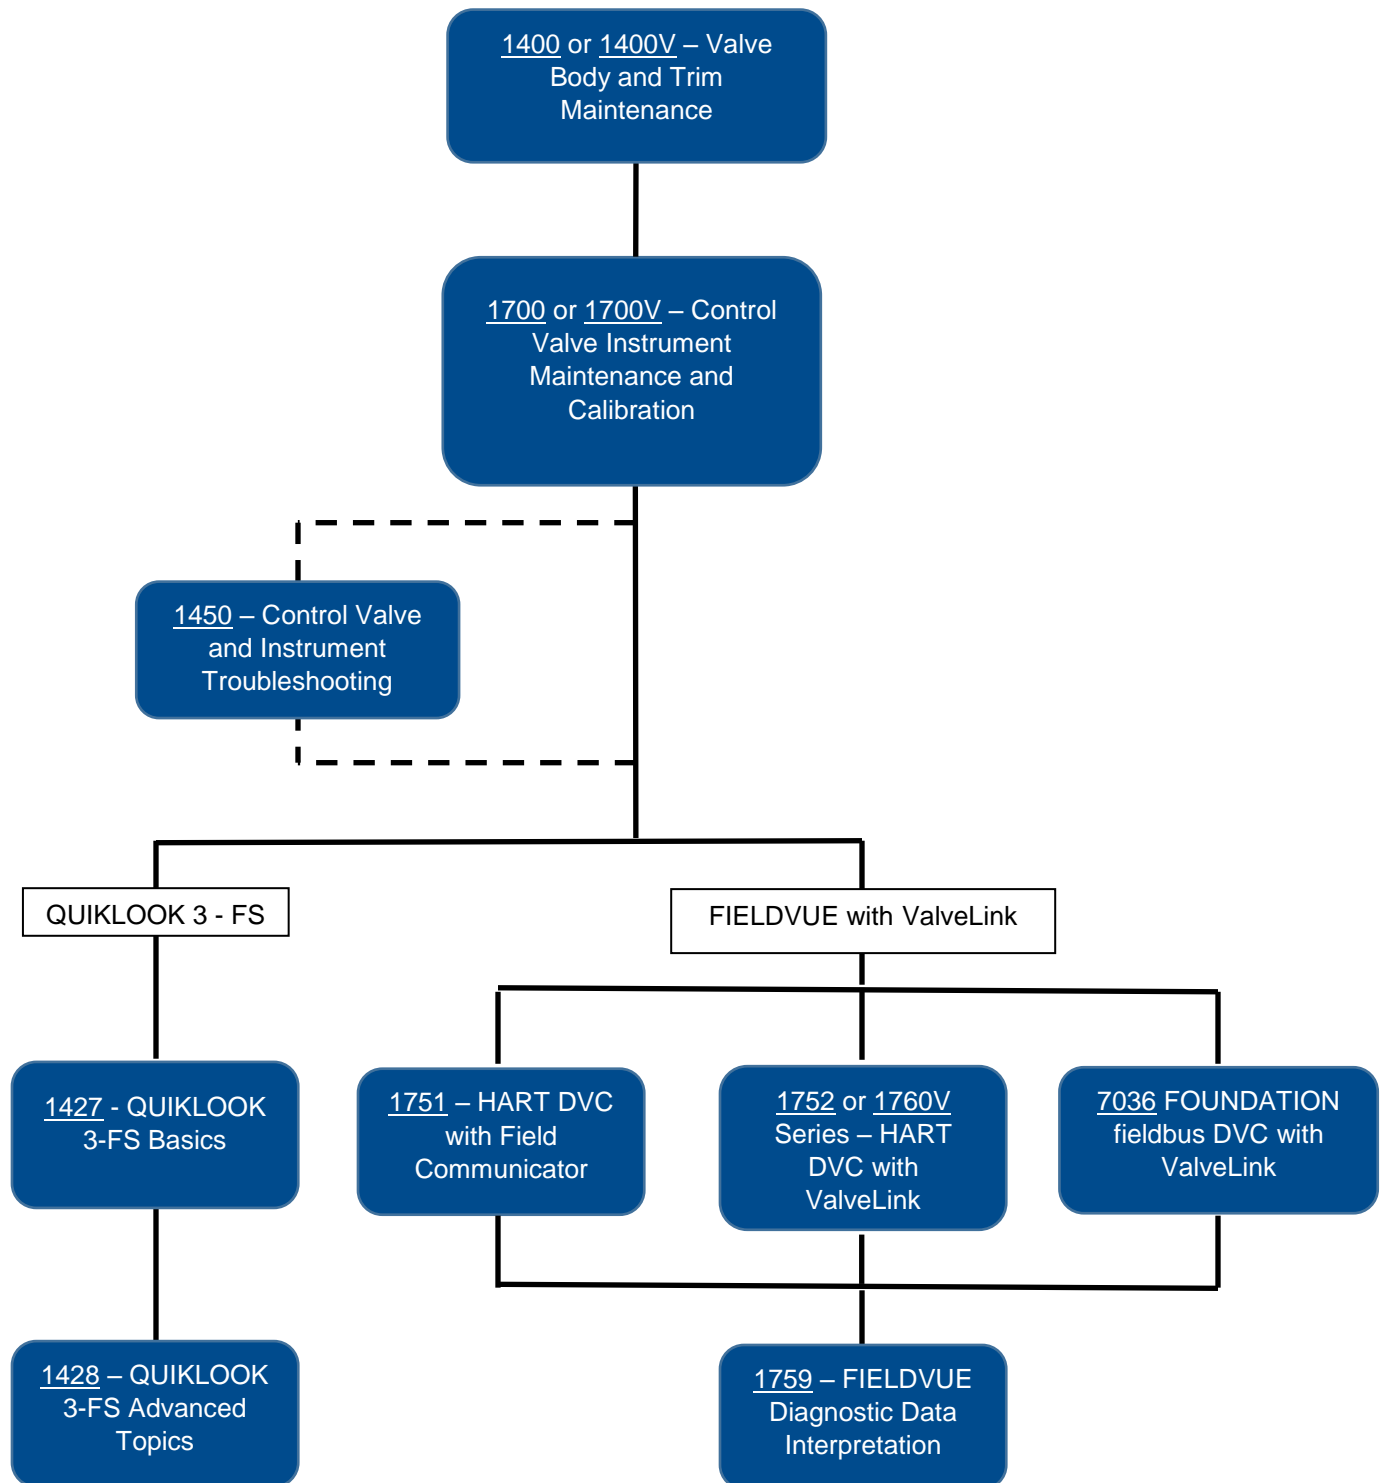 1400 or 1400V – Valve
Body and Trim
Maintenance
1700 or 1700V – Control
Valve Instrument
Maintenance and
Calibration
1450 – Control Valve
and Instrument
Troubleshooting
QUIKLOOK 3 - FS
FIELDVUE with ValveLink
1427 - QUIKLOOK
3-FS Basics
1751 – HART DVC
with Field
Communicator
1752 or 1760V
Series – HART
DVC with
ValveLink
7036 FOUNDATION
fieldbus DVC with
ValveLink
1428 – QUIKLOOK
3-FS Advanced
Topics
1759 – FIELDVUE
Diagnostic Data
Interpretation